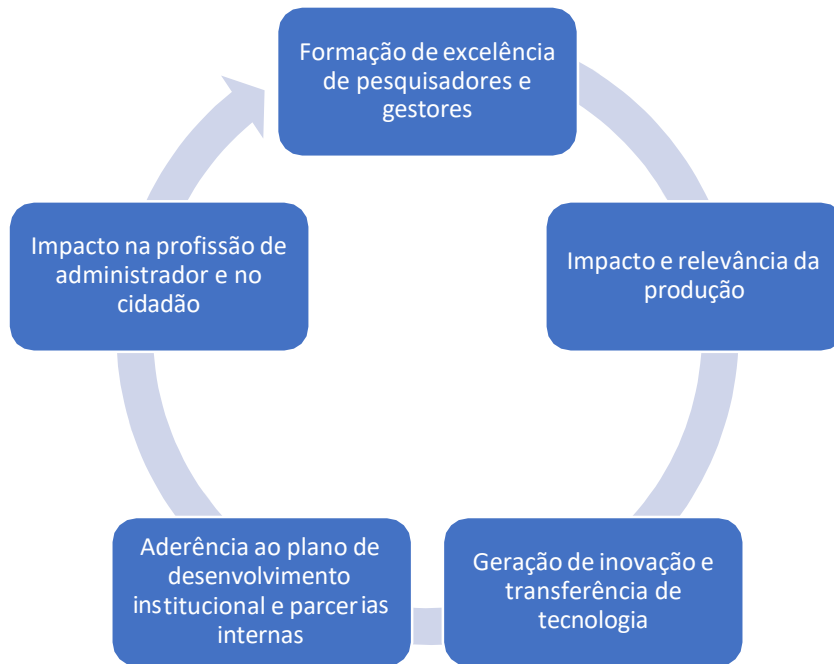 Formação de excelência
de pesquisadores e
gestores
Impacto e relevância da
produção
Geração de inovação e
transferência de
tecnologia
Aderência ao plano de
desenvolvimento
institucional e parcerias
internas
Impacto na profissão de
administrador e no
cidadão